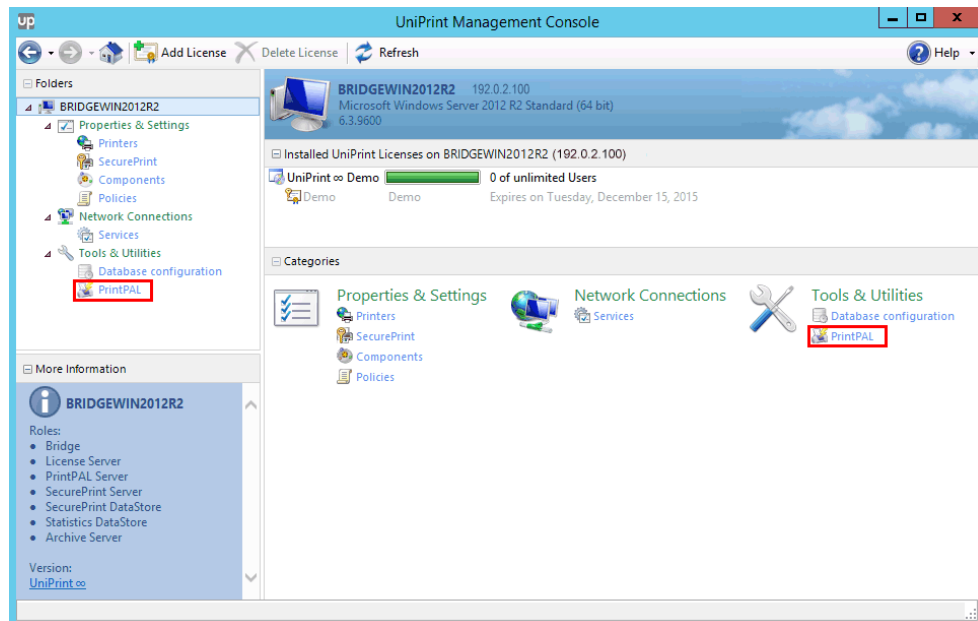 up
UniPrint Management Console
Add License
Delete License
Refresh
Help
Folders
BRIDGEWIN2012R2
Properties & Settings
Printers
SecurePrint
Components
Policies
Network Connections
Services
Tools & Utilities
Database configuration
PrintPAL
More Information
BRIDGEWIN2012R2
Roles:
• Bridge
• License Server
• PrintPAL Server
• SecurePrint Server
• SecurePrint DataStore
• Statistics DataStore
• Archive Server
Version:
UniPrint ∞
BRIDGEWIN2012R2 192.0.2.100
Microsoft Windows Server 2012 R2 Standard (64 bit)
6.3.9600
Installed UniPrint Licenses on BRIDGEWIN2012R2 (192.0.2.100)
UniPrint ∞ Demo 0 of unlimited Users
Demo Demo Expires on Tuesday, December 15, 2015
Categories
Properties & Settings
Printers
SecurePrint
Components
Policies
Network Connections
Services
Tools & Utilities
Database configuration
PrintPAL